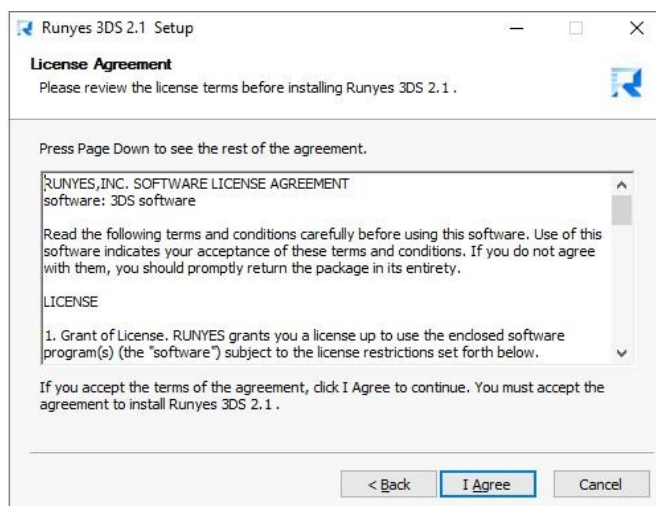 Runyes 3DS 2.1 Setup
License Agreement
Please review the license terms before installing Runyes 3DS 2.1 .
Press Page Down to see the rest of the agreement.
RUNYES,INC. SOFTWARE LICENSE AGREEMENT
software: 3DS software
Read the following terms and conditions carefully before using this software. Use of this
software indicates your acceptance of these terms and conditions. If you do not agree
with them, you should promptly return the package in its entirety.
LICENSE
1. Grant of License. RUNYES grants you a license up to use the enclosed software
program(s) (the "software") subject to the license restrictions set forth below.
If you accept the terms of the agreement, click I Agree to continue. You must accept the
agreement to install Runyes 3DS 2.1 .
< Back I Agree Cancel